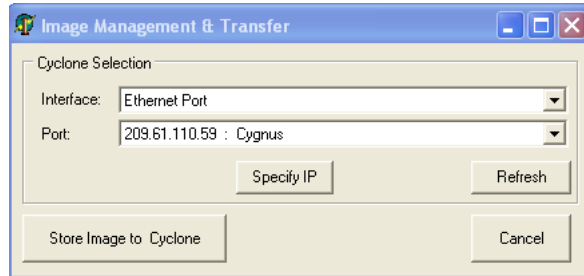 Image Management & Transfer
Cyclone Selection
Interface: Ethernet Port
Port: 209.61.110.59 : Cygnus
Specify IP Refresh
Store Image to Cyclone Cancel